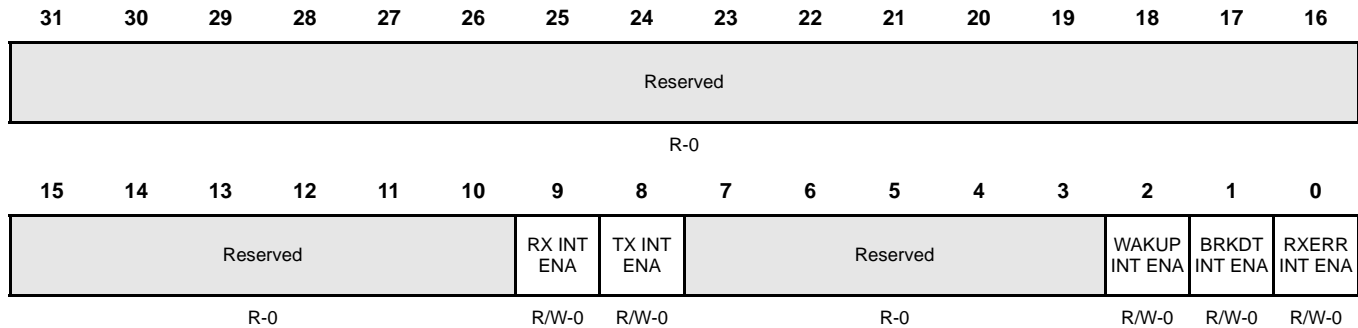 31 30 29 28 27 26 25 24 23 22 21 20 19 18 17 16
Reserved
R-0
15 14 13 12 11 10 9 8 7 6 5 4 3 2 1 0
Reserved RX INT ENA TX INT ENA Reserved WAKUP INT ENA BRKDT INT ENA RXERR INT ENA
R-0 R/W-0 R/W-0 R-0 R/W-0 R/W-0 R/W-0